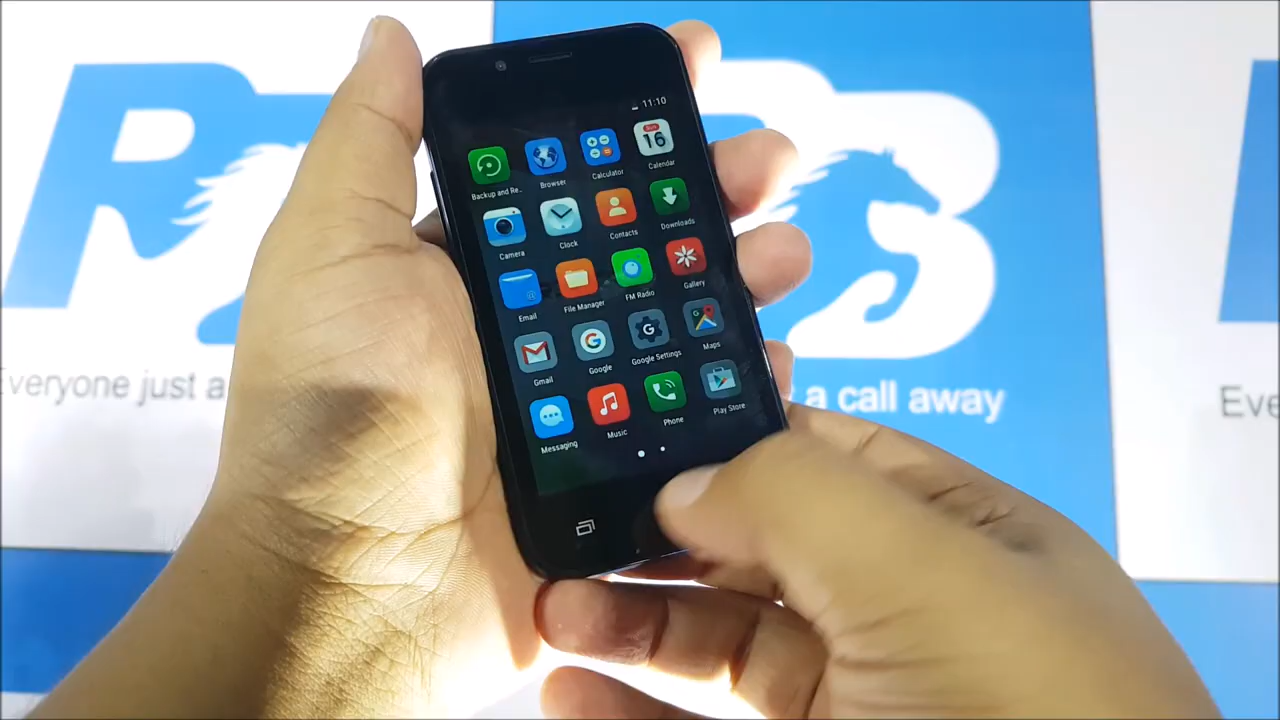 R
B
11:10
SUN
16
Backup and Re..
Browser
Calculator
Calendar
Camera
Clock
Contacts
Downloads
@
Email
File Manager
FM Radio
Gallery
G
G
G
Gmail
Google
Google Settings
Maps
Messaging
Music
Phone
Play Store
Everyone just a
a call away
Eve